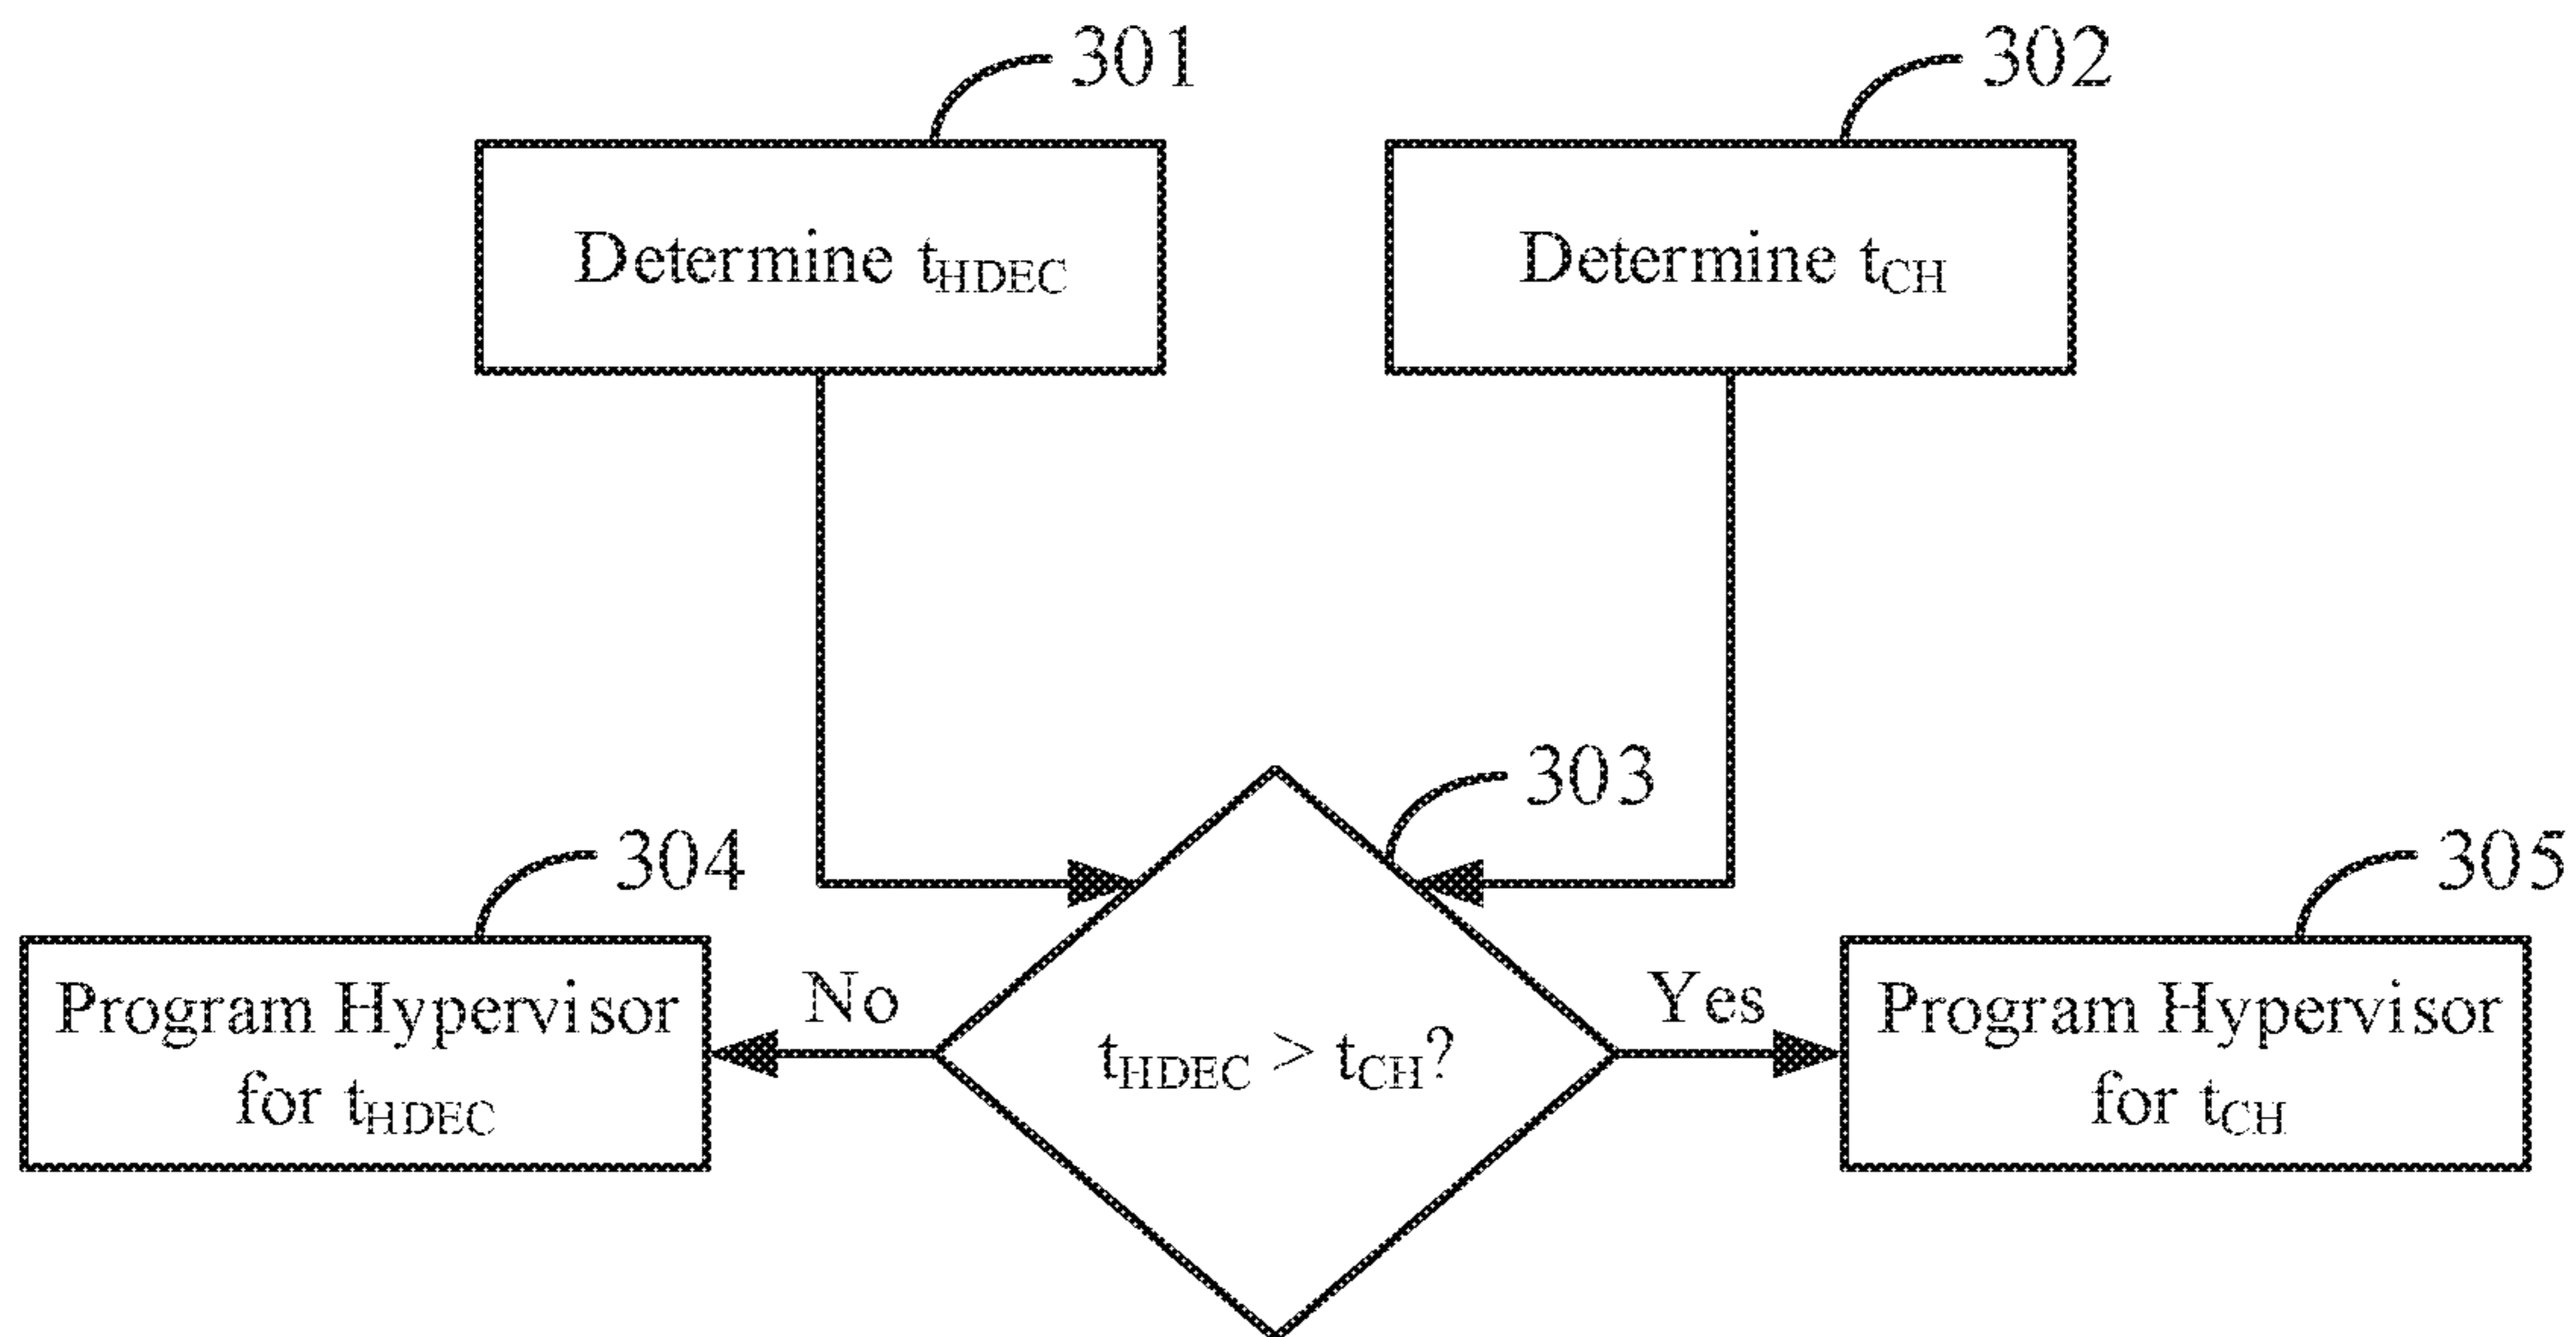 301
302
Determine tHDEC
Determine tCH
303
304
305
No
Yes
Program Hypervisor
for tHDEC
tHDEC > tCH?
Program Hypervisor
for tCH